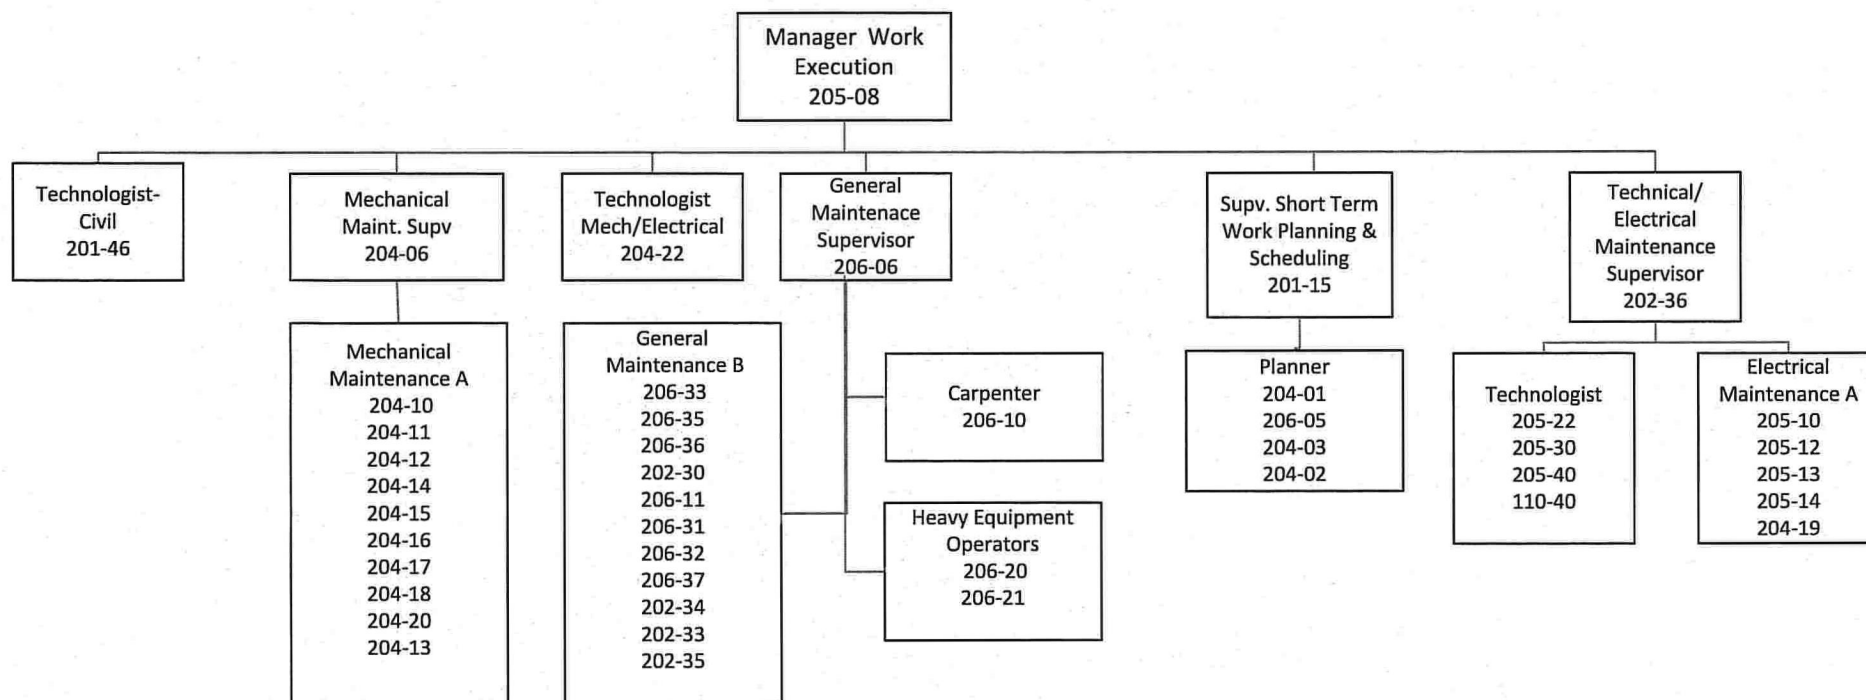 Manager Work
Execution
205-08
Technologist-
Civil
201-46
Mechanical
Maint. Supv
204-06
Technologist
Mech/Electrical
204-22
General
Maintenace
Supervisor
206-06
Supv. Short Term
Work Planning &
Scheduling
201-15
Technical/
Electrical
Maintenance
Supervisor
202-36
Mechanical
Maintenance A
204-10
204-11
204-12
204-14
204-15
204-16
204-17
204-18
204-20
204-13
General
Maintenance B
206-33
206-35
206-36
202-30
206-11
206-31
206-32
206-37
202-34
202-33
202-35
Carpenter
206-10
Heavy Equipment
Operators
206-20
206-21
Planner
204-01
206-05
204-03
204-02
Technologist
205-22
205-30
205-40
110-40
Electrical
Maintenance A
205-10
205-12
205-13
205-14
204-19